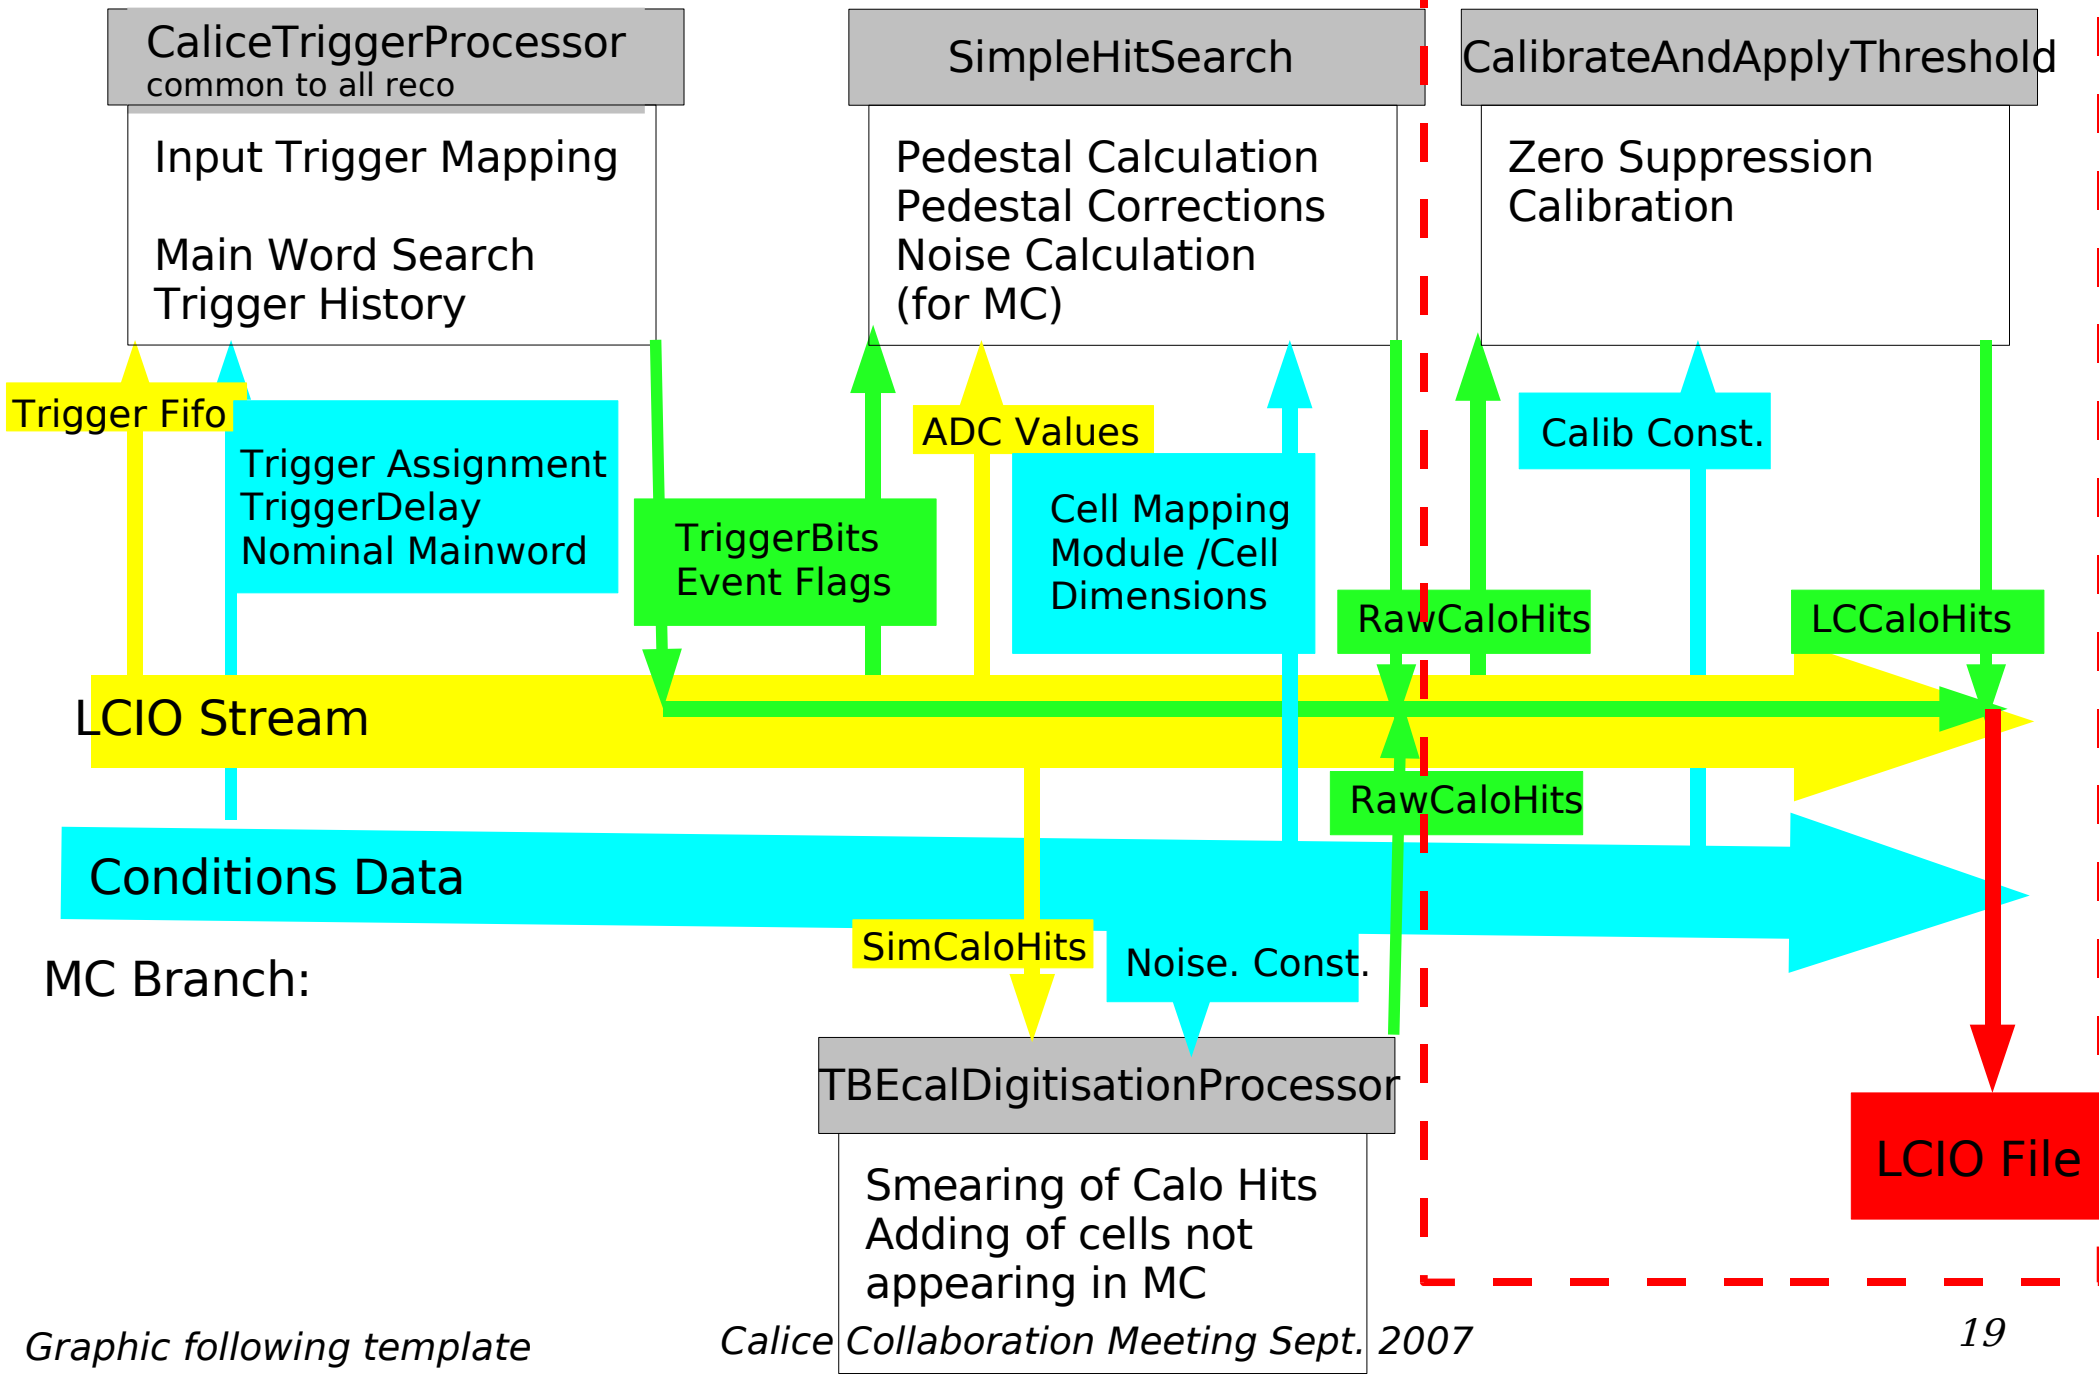 CaliceTriggerProcessor
common to all reco
Input Trigger Mapping
Main Word Search
Trigger History
SimpleHitSearch
Pedestal Calculation
Pedestal Corrections
Noise Calculation
(for MC)
CalibrateAndApplyThreshold
Zero Suppression
Calibration
Trigger Fifo
Trigger Assignment
TriggerDelay
Nominal Mainword
TriggerBits
Event Flags
ADC Values
Cell Mapping
Module /Cell
Dimensions
RawCaloHits
Calib Const.
LCCaloHits
LCIO Stream
RawCaloHits
Conditions Data
SimCaloHits
Noise. Const.
MC Branch:
TBEcalDigitisationProcessor
Smearing of Calo Hits
Adding of cells not
appearing in MC
LCIO File
Graphic following template
Calice Collaboration Meeting Sept. 2007
19